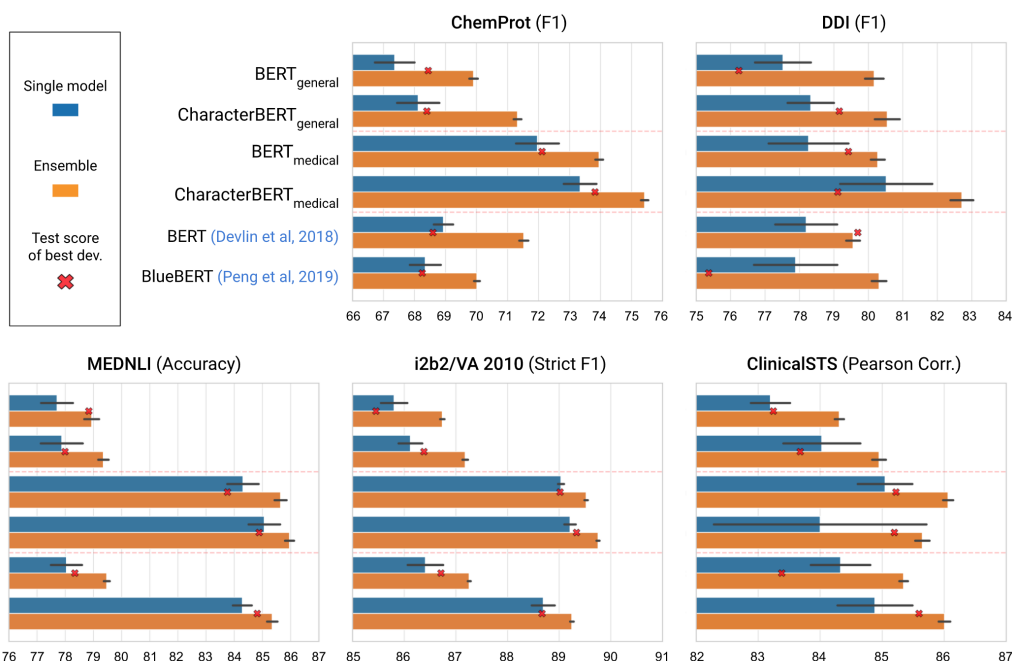 ChemProt (F1)
DDI (F1)
Single model
Ensemble
Test score
of best dev.
BERTgeneral
CharacterBERTgeneral
BERTmedical
CharacterBERTmedical
BERT (Devlin et al, 2018)
BlueBERT (Peng et al, 2019)
66 67 68 69 70 71 72 73 74 75 76
75 76 77 78 79 80 81 82 83 84
MEDNLI (Accuracy)
i2b2/VA 2010 (Strict F1)
ClinicalSTS (Pearson Corr.)
76 77 78 79 80 81 82 83 84 85 86 87
85 86 87 88 89 90 91
82 83 84 85 86 87